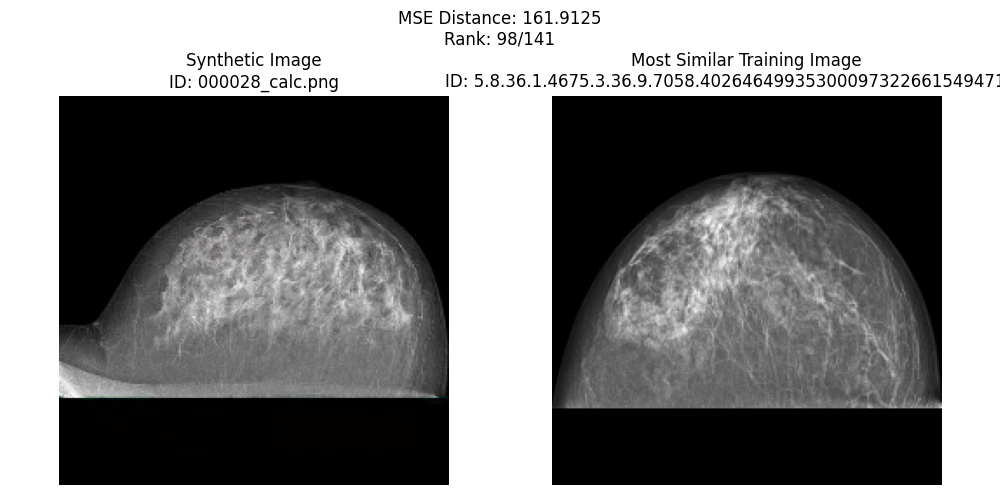 MSE Distance: 161.9125
Rank: 98/141
Synthetic Image
ID: 000028_calc.png
Most Similar Training Image
ID: 5.8.36.1.4675.3.36.9.7058.40264649935300097322661549471